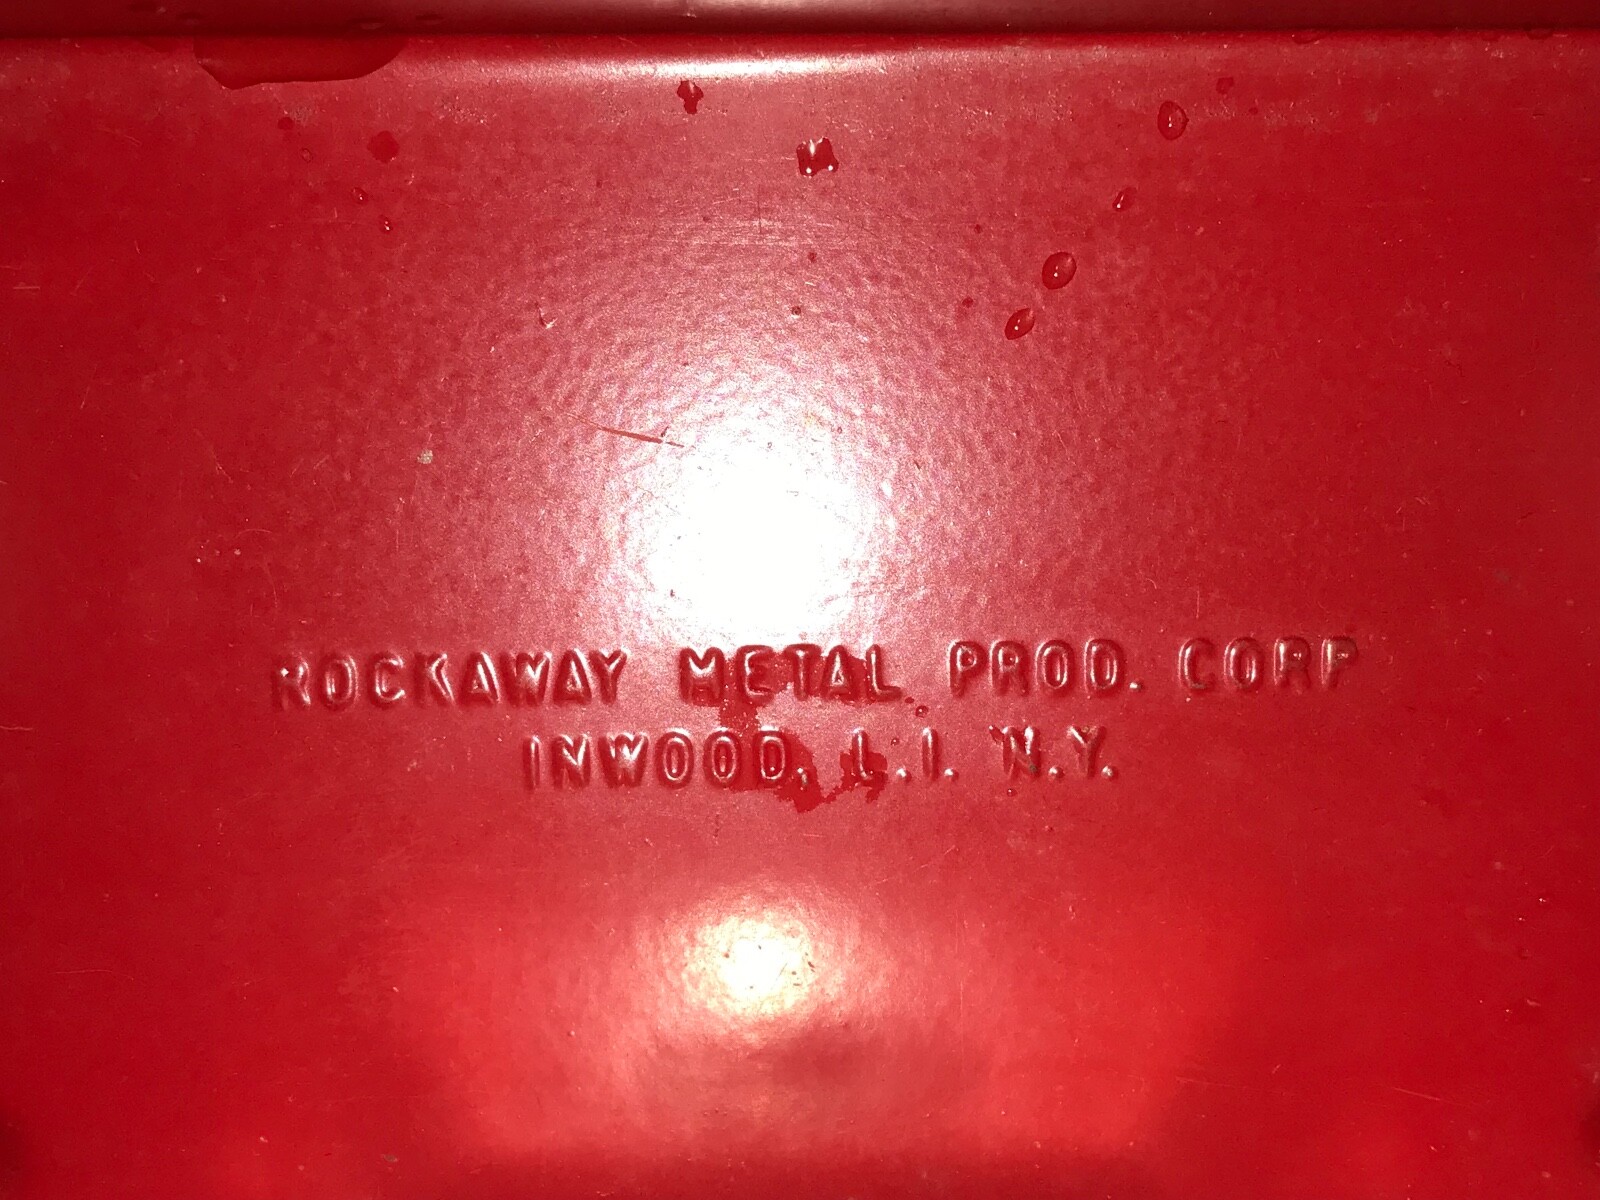 ROCKAWAY METAL PROD. CORP
INWOOD, L.I. N.Y.